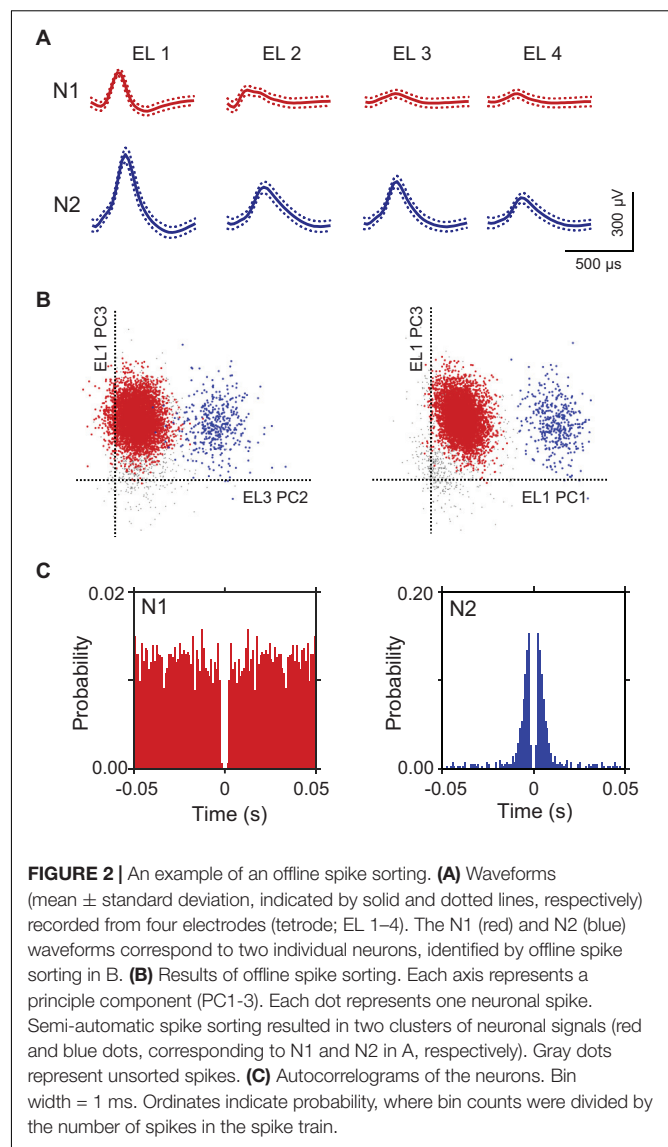 A
EL 1 EL 2 EL 3 EL 4
N1
N2
300 µV
500 µs
B
EL1 PC3
EL3 PC2
EL1 PC3
EL1 PC1
C
0.02
N1
Probability
0.00
-0.05 0 0.05
Time (s)
0.20
N2
Probability
0.00
-0.05 0 0.05
Time (s)
FIGURE 2 | An example of an offline spike sorting. (A) Waveforms
(mean ± standard deviation, indicated by solid and dotted lines, respectively)
recorded from four electrodes (tetrode; EL 1–4). The N1 (red) and N2 (blue)
waveforms correspond to two individual neurons, identified by offline spike
sorting in B. (B) Results of offline spike sorting. Each axis represents a
principle component (PC1-3). Each dot represents one neuronal spike.
Semi-automatic spike sorting resulted in two clusters of neuronal signals (red
and blue dots, corresponding to N1 and N2 in A, respectively). Gray dots
represent unsorted spikes. (C) Autocorrelograms of the neurons. Bin
width = 1 ms. Ordinates indicate probability, where bin counts were divided by
the number of spikes in the spike train.